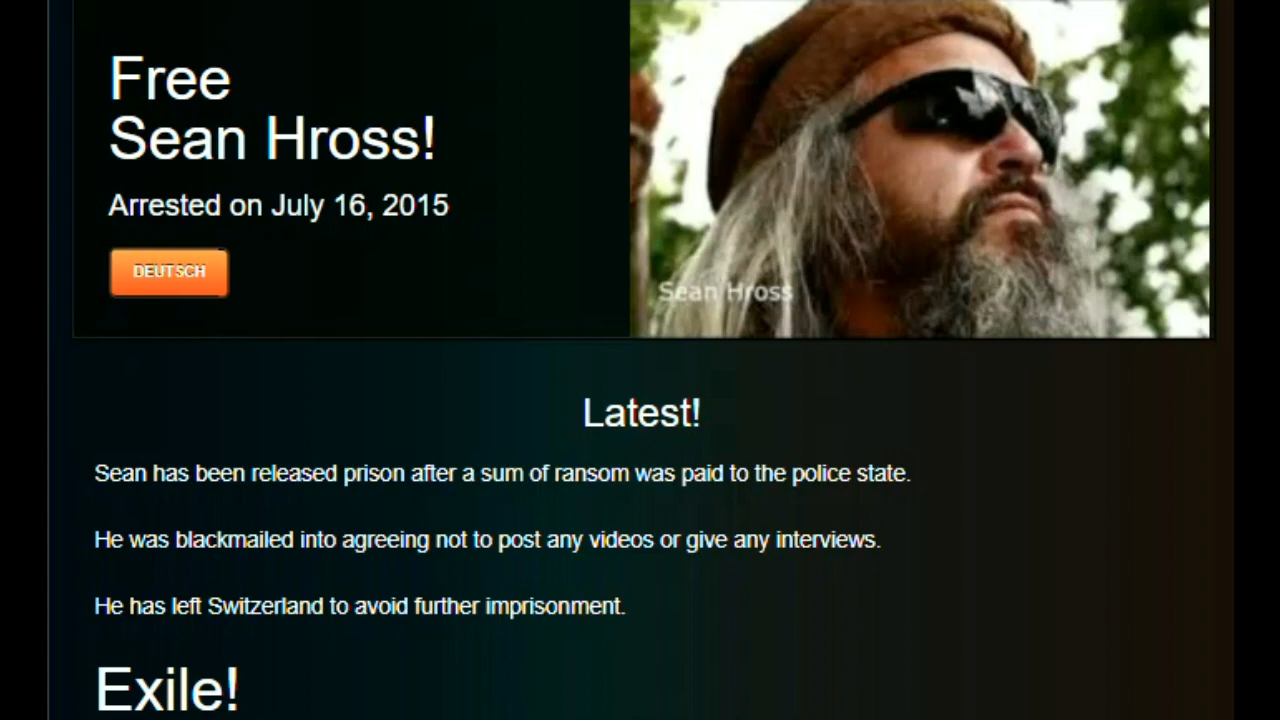 Free
Sean Hross!
Arrested on July 16, 2015
DEUTSCH
Sean Hross
Latest!
Sean has been released prison after a sum of ransom was paid to the police state.
He was blackmailed into agreeing not to post any videos or give any interviews.
He has left Switzerland to avoid further imprisonment.
Exile!